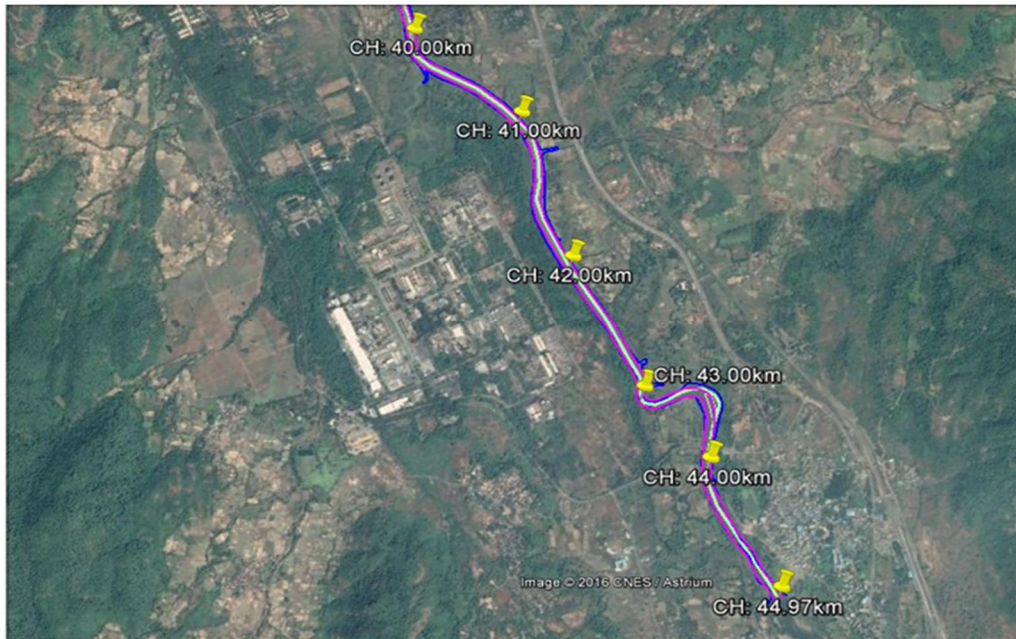 CH: 40.00km
CH: 41.00km
CH: 42.00km
CH: 43.00km
CH: 44.00km
Image © 2016 CNES / Astrium
CH: 44.97km